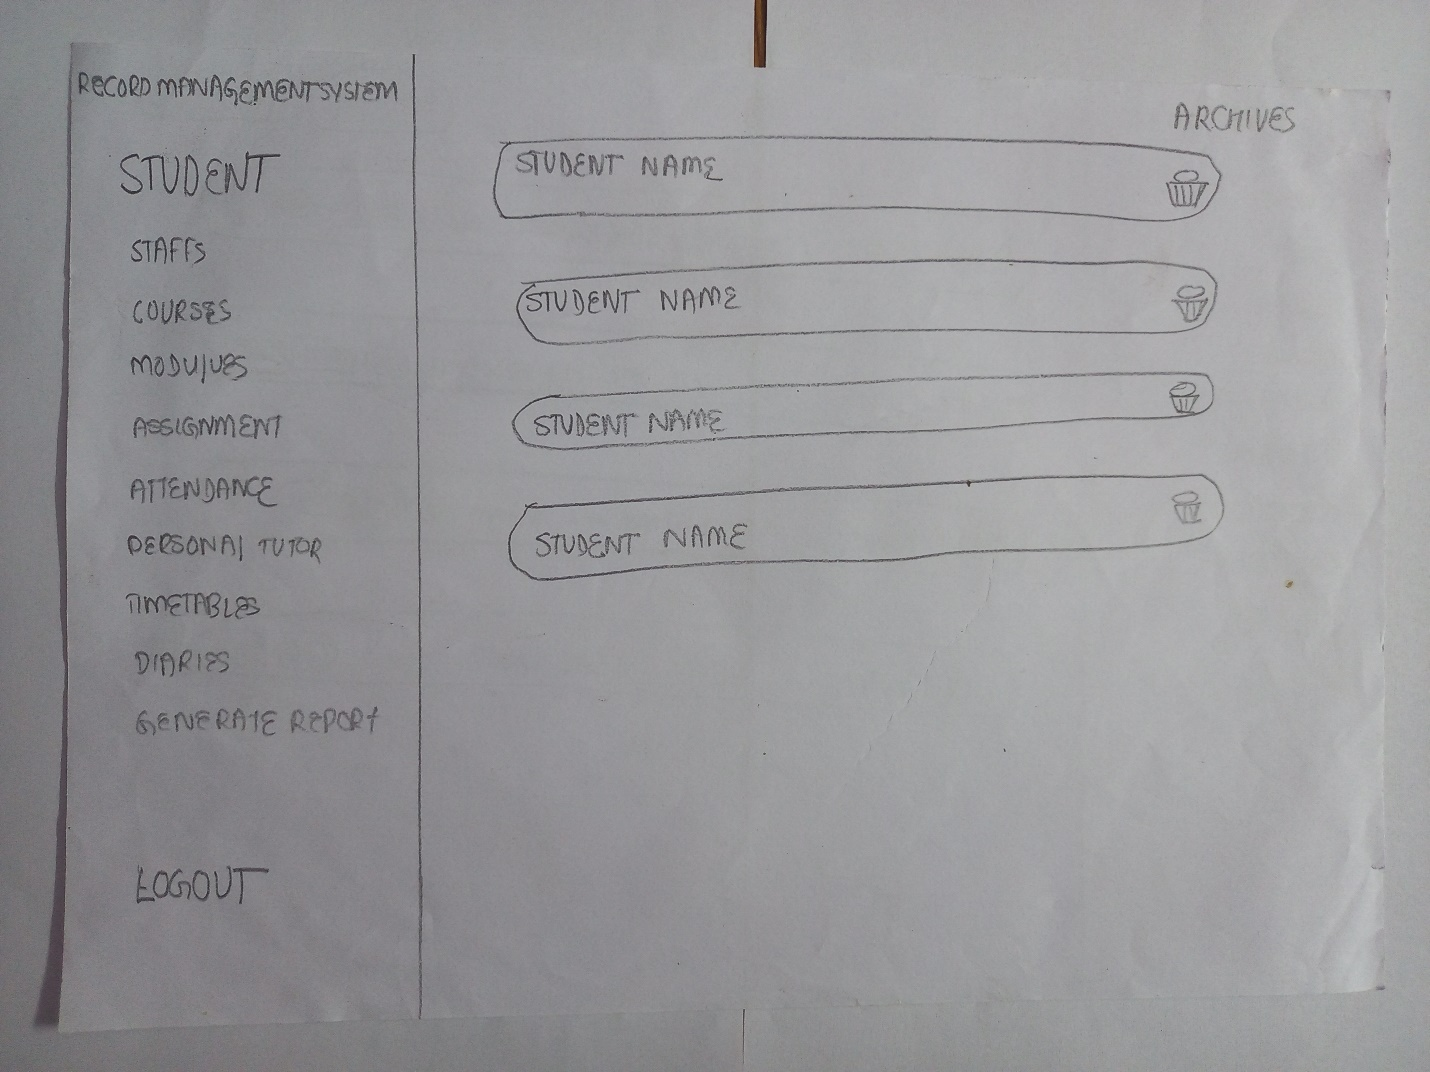 RECORD MANAGEMENT SYSTEM
STUDENT
STAFFS
COURSES
MODULUES
ASSIGNMENT
ATTENDANCE
PERSONAL TUTOR
TIMETABLES
DIARIES
GENERATE REPORT
LOGOUT
ARCHIVES
STUDENT NAME
STUDENT NAME
STUDENT NAME
STUDENT NAME